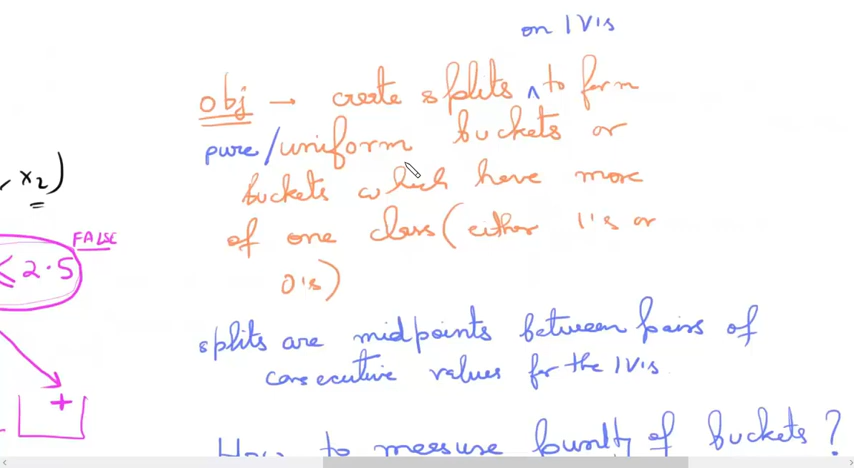 on IV's
obj → create splits ^ to form
pure/uniform buckets or
buckets which have more
of one class (either 1's or
0's)
x2)
FALSE
≤ 2.5
+
splits are midpoints between pairs of
consecutive values for the IV's
How to measure purity of buckets?